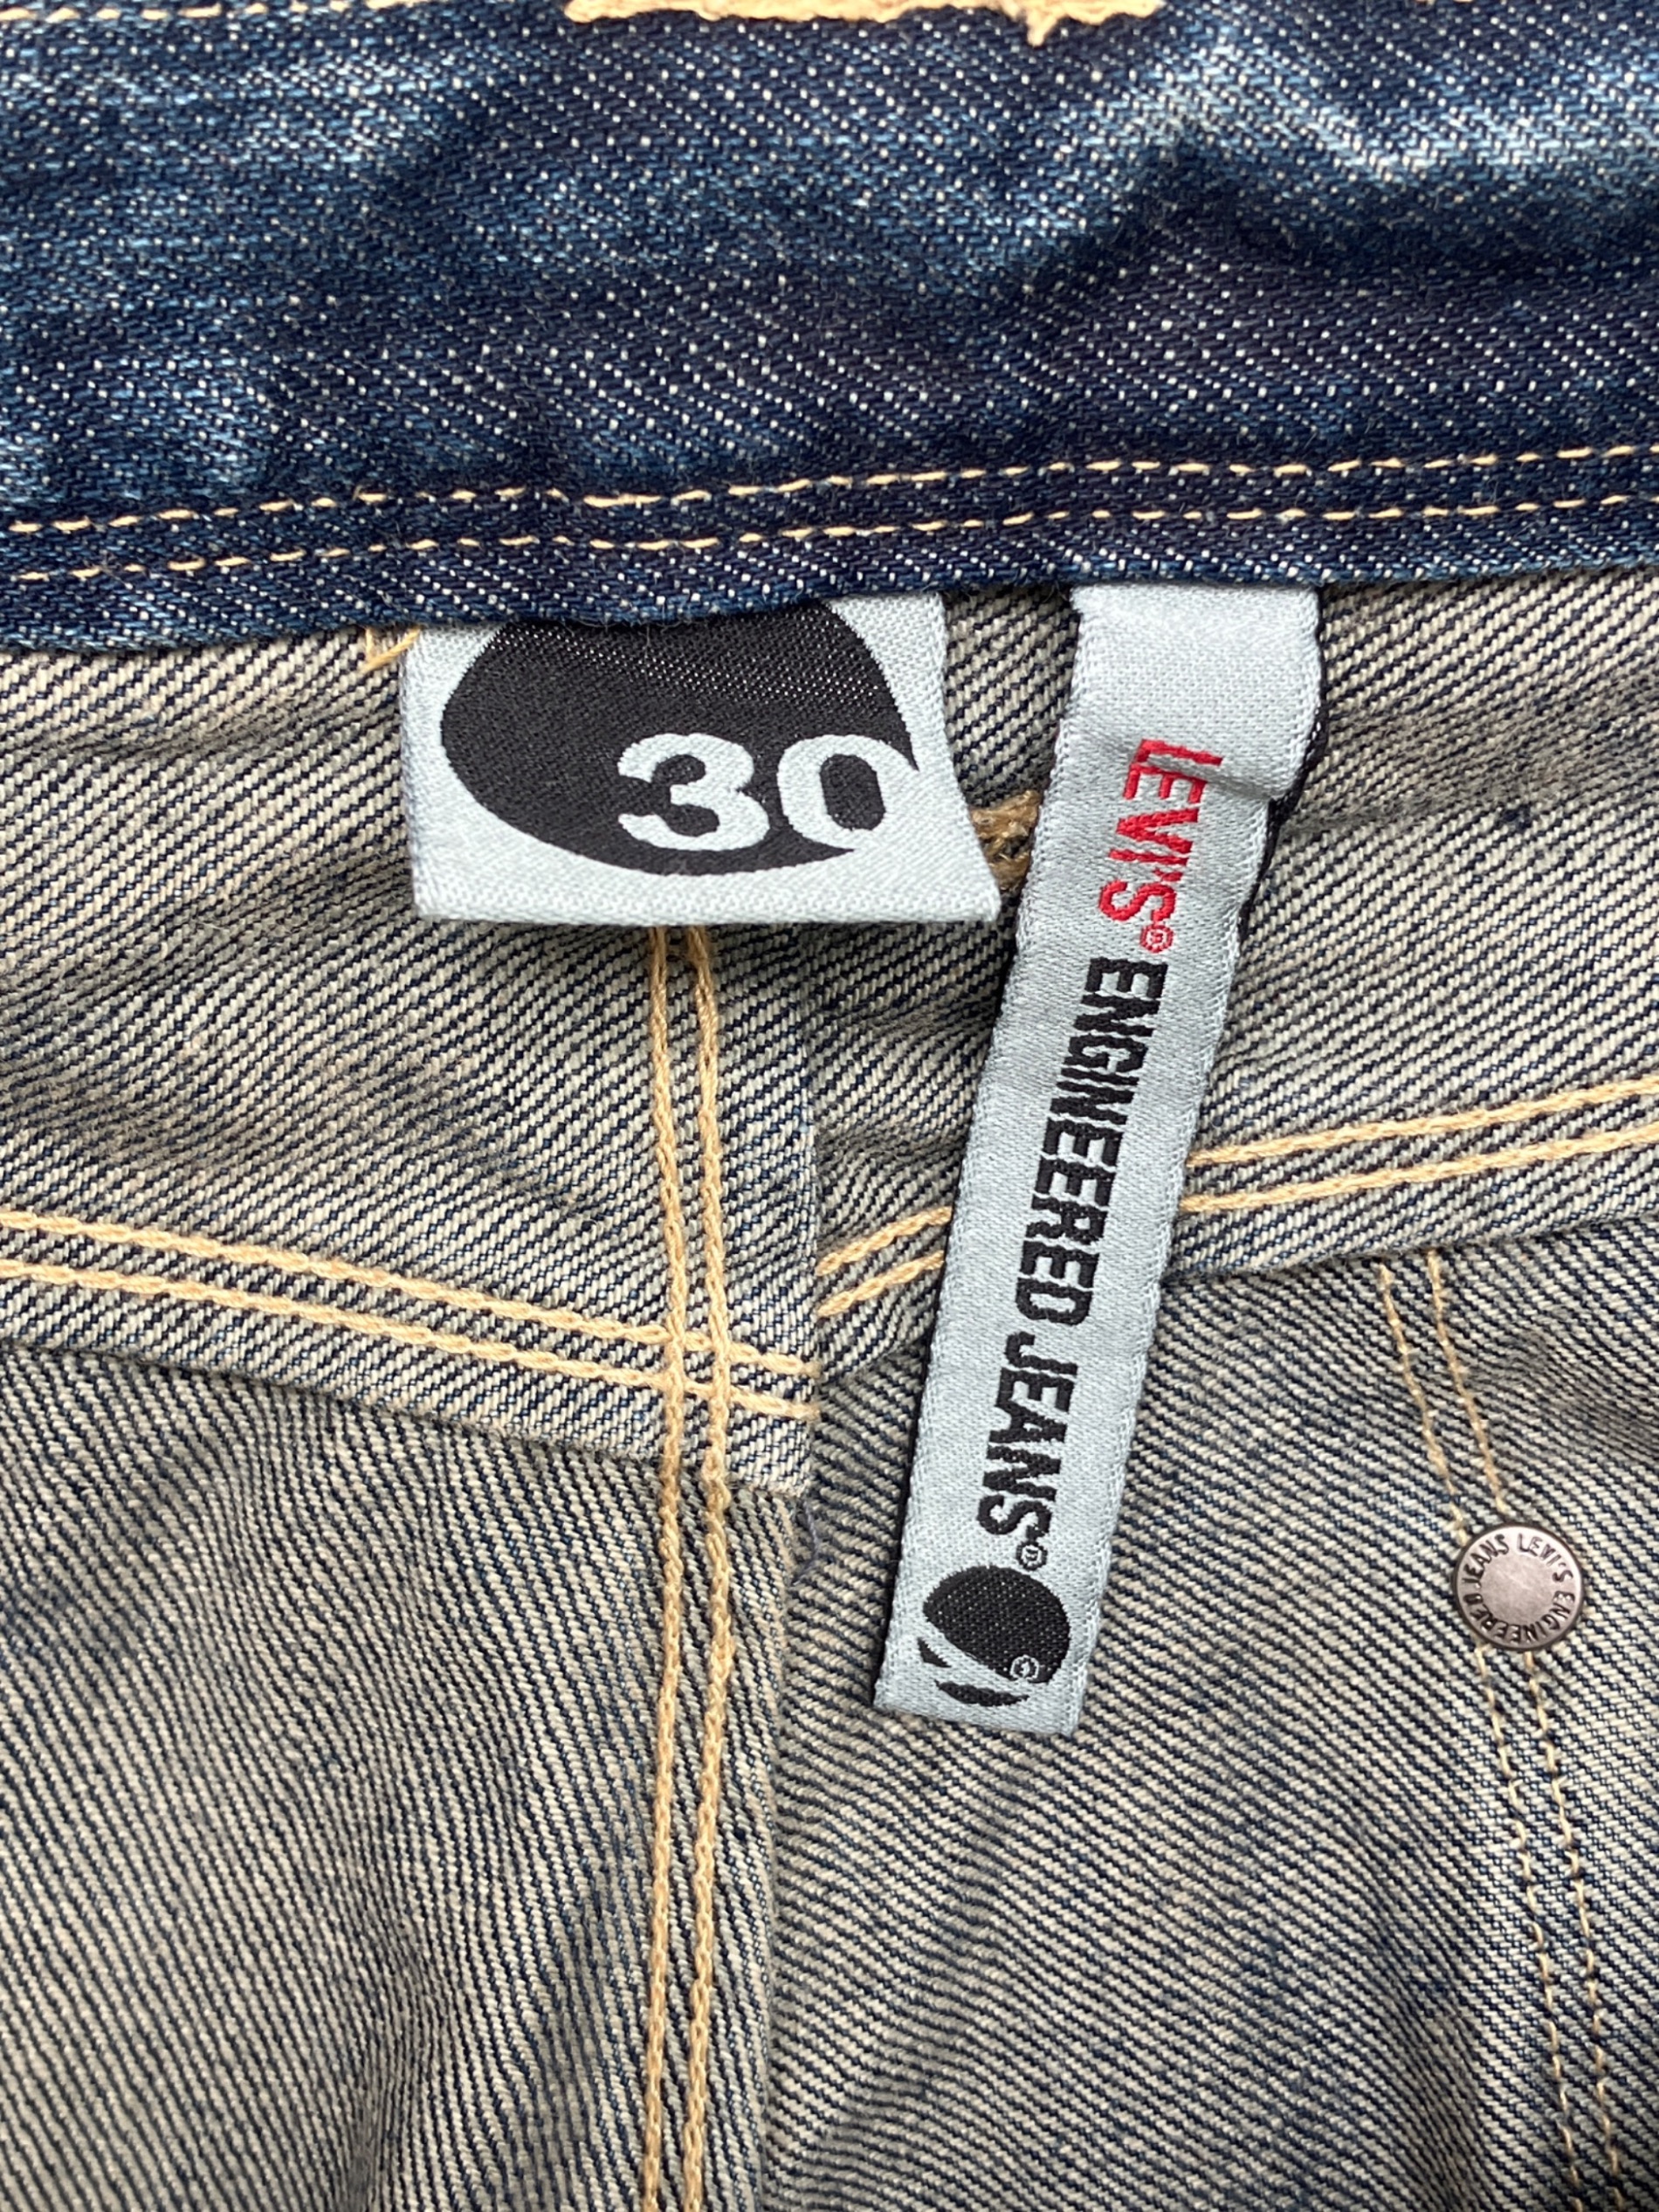 30
LEVI'S® ENGINEERED JEANS®
©
LEVI'S ENGINEERED JEANS